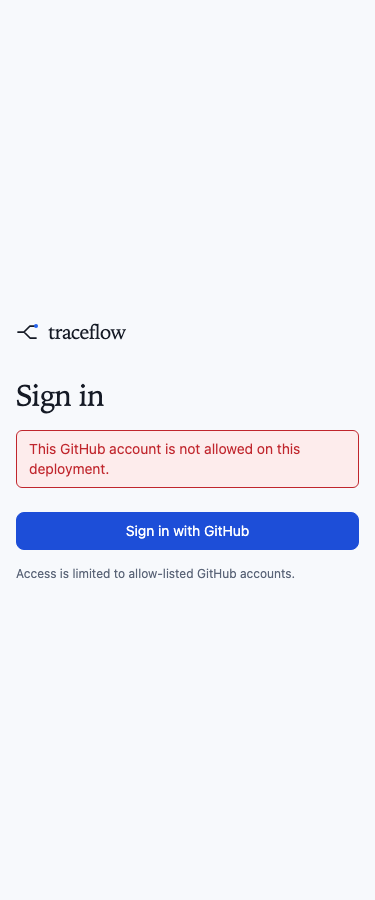 traceflow
Sign in
This GitHub account is not allowed on this
deployment.
Sign in with GitHub
Access is limited to allow-listed GitHub accounts.